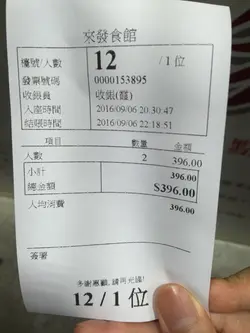 來發食館
檯號/人數 12 /1 位
發票號碼 0000153895
收銀員 收銀(霞)
入座時間 2016/09/06 20:30:47
結賬時間 2016/09/06 22:18:51
項目 數量 金額
人數 2 396.00
小計 396.00
總金額 $396.00
人均消費 396.00
簽署
多謝惠顧,請再光臨!
12 / 1 位